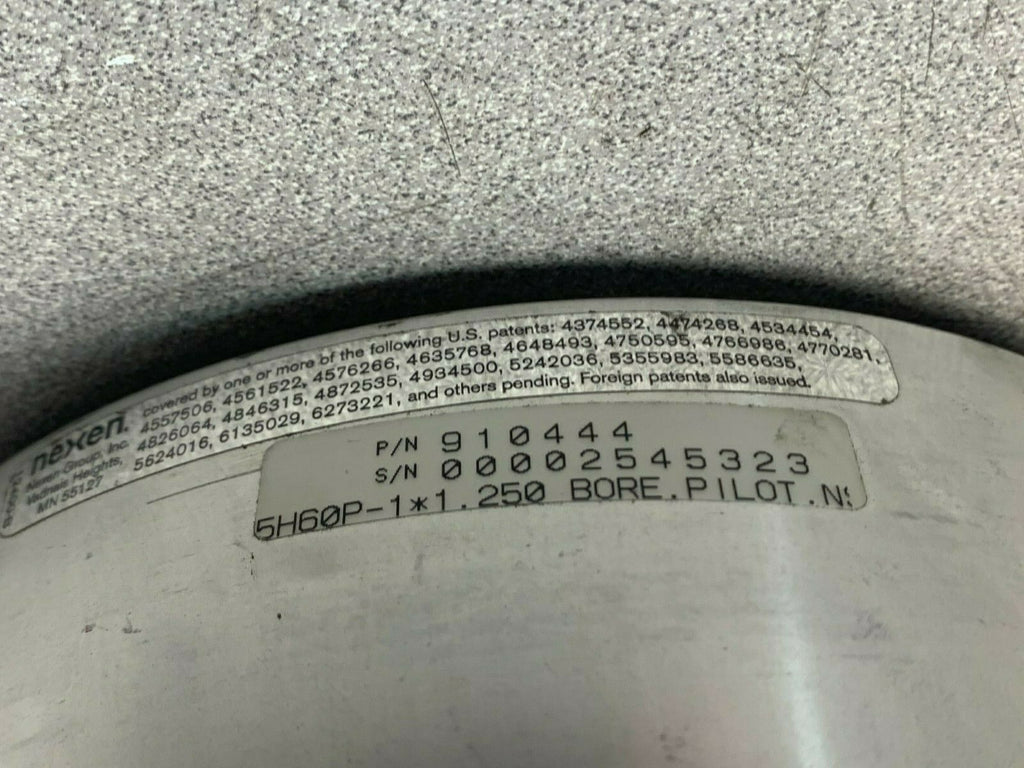 nexen.
Nexen Group, Inc.
Vadnais Heights,
MN 55127
covered by one or more of the following U.S. patents: 4374552, 4474268, 4534454,
4557506, 4561522, 4576266, 4635768, 4648493, 4750595, 4766986, 4770281,
4826064, 4846315, 4872535, 4934500, 5242036, 5355983, 5586635,
5624016, 6135029, 6273221, and others pending. Foreign patents also issued.
P/N 910444
S/N 00002545323
5H60P-1*1.250 BORE.PILOT.